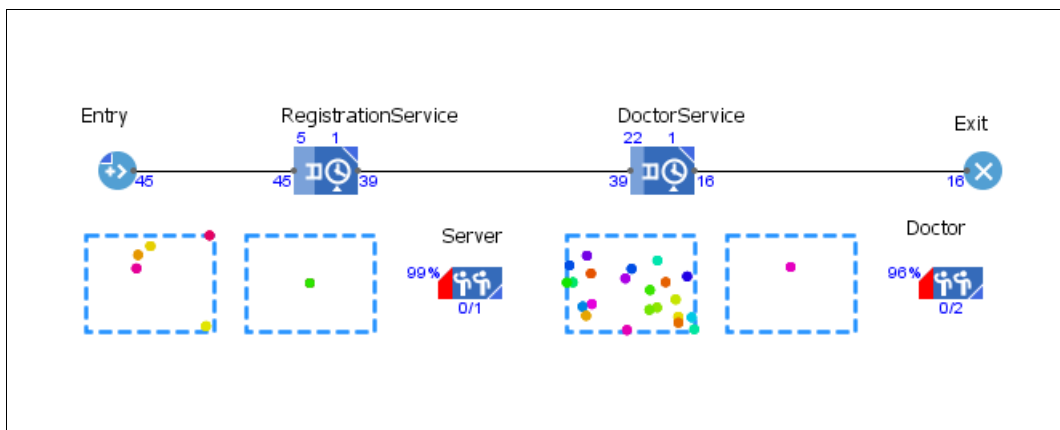 Entry
RegistrationService
DoctorService
Exit
5 1
22 1
45
45
39
39
16
16
Server
Doctor
99%
0/1
96%
0/2